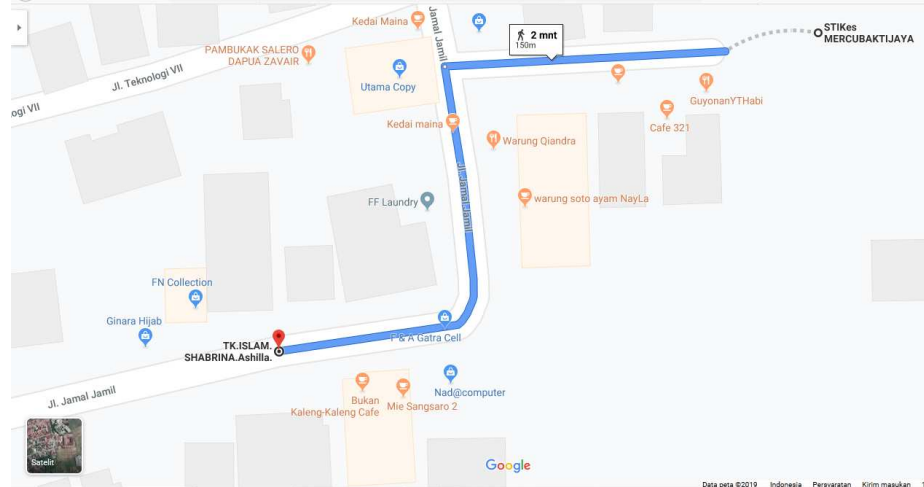 Kedai Maina
Jamal Jamil
2 mnt
150m
STIKes
MERCUBAKTIJAYA
PAMBUKAK SALERO
DAPUA ZAVAIR
Jl. Teknologi VII
ogi VII
Utama Copy
GuyonanYTHabi
Cafe 321
Kedai maina
Warung Qiandra
Jl. Jamal Jamil
warung soto ayam NayLa
FF Laundry
FN Collection
Ginara Hijab
TK.ISLAM.
SHABRINA.Ashilla.
F & A Gatra Cell
Jl. Jamal Jamil
Bukan
Kaleng-Kaleng Cafe
Mie Sangsaro 2
Nad@computer
Satelit
Google
Data peta ©2019 Indonesia Persyaratan Kirim masukan